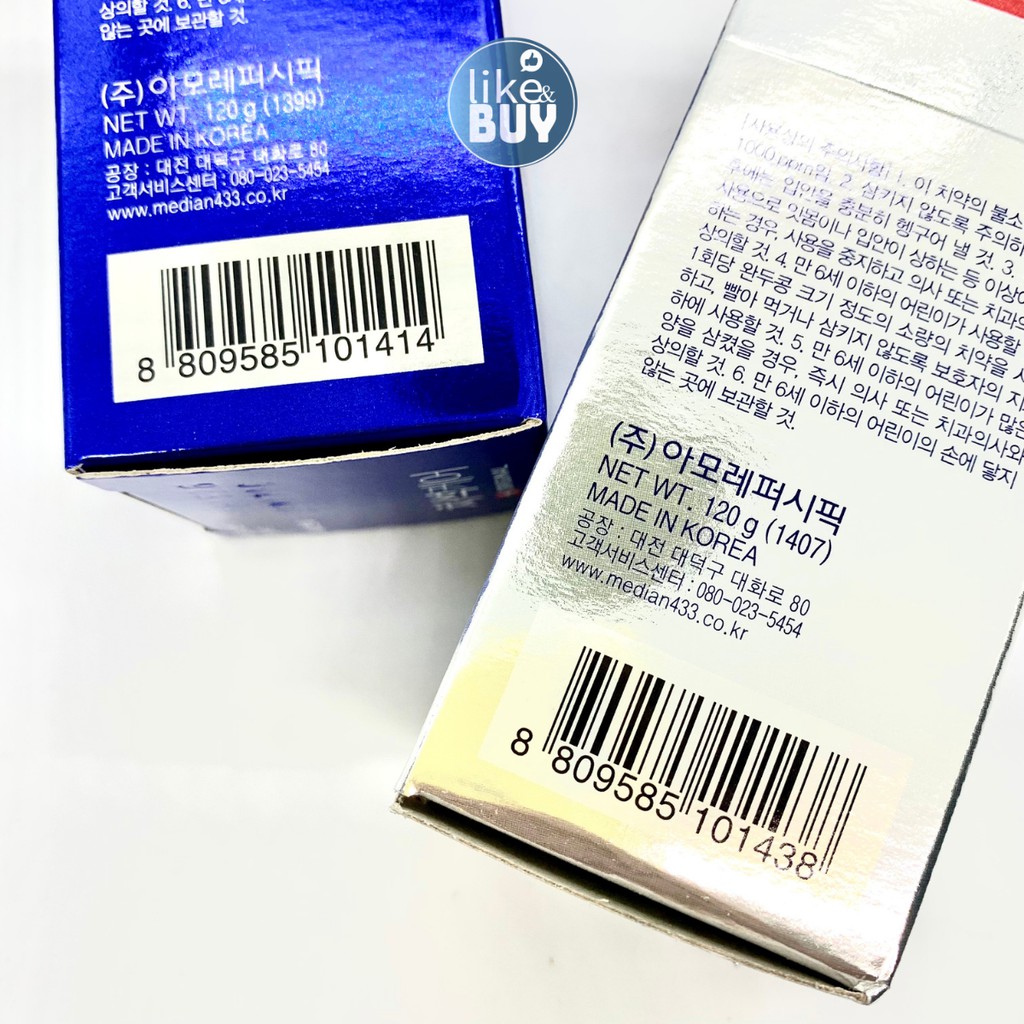 상의할 것. 6. 만 6세
않는 곳에 보관할 것.
(주) 아모레퍼시픽
NET WT. 120 g (1399)
MADE IN KOREA
공장 : 대전 대덕구 대화로 80
고객서비스센터 : 080-023-5454
www.median433.co.kr
8 809585 101414
like &
BUY
[사용상의 주의사항] 1. 이 치약의 불소
1000 ppm임. 2. 삼키지 않도록 주의하
후에는 입안을 충분히 헹구어 낼 것. 3.
사용으로 잇몸이나 입안이 상하는 등 이상이
하는 경우, 사용을 중지하고 의사 또는 치과의
상의할 것 4. 만 6세 이하의 어린이가 사용할
1회당 완두콩 크기 정도의 소량의 치약을 사
하고, 빨아 먹거나 삼키지 않도록 보호자의 지
하에 사용할 것. 5. 만 6세 이하의 어린이가 많은
양을 삼켰을 경우, 즉시 의사 또는 치과의사와
상의할 것. 6. 만 6세 이하의 어린이의 손에 닿지
않는 곳에 보관할 것.
(주) 아모레퍼시픽
NET WT. 120 g (1407)
MADE IN KOREA
공장 : 대전 대덕구 대화로 80
고객서비스센터 : 080-023-5454
www.median433.co.kr
8 809585 101438